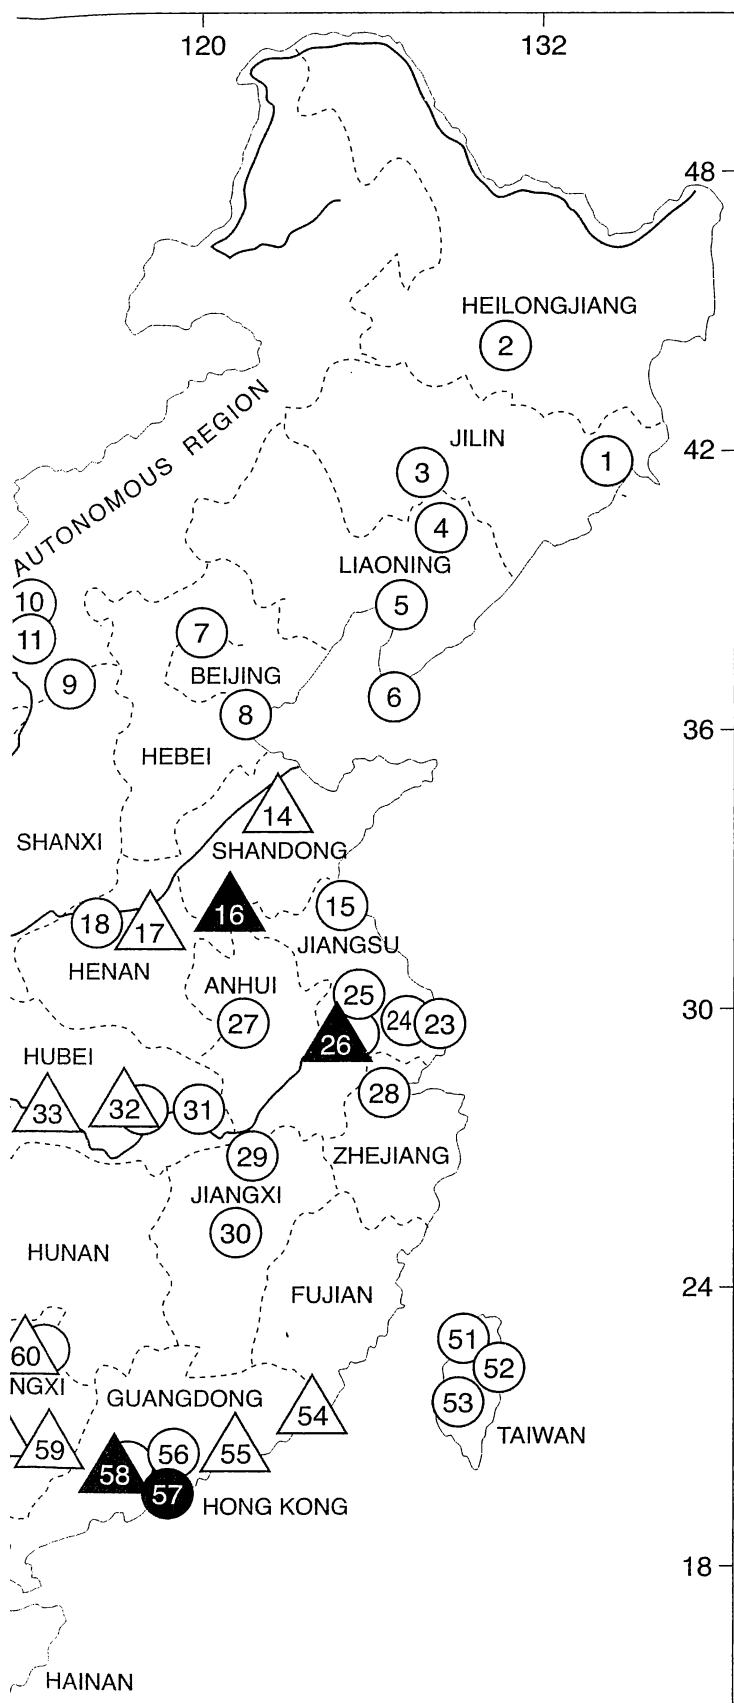 120
132
48
HEILONGJIANG
2
AUTONOMOUS REGION
JILIN
42
1
3
4
LIAONING
10
5
7
11
BEIJING
9
6
8
36
HEBEI
14
SHANXI
SHANDONG
16
15
18
17
JIANGSU
HENAN
ANHUI
25
30
27
24
23
26
HUBEI
28
33
32
31
29
ZHEJIANG
JIANGXI
30
HUNAN
FUJIAN
24
51
60
52
NGXI
GUANGDONG
53
54
TAIWAN
59
56
55
58
57
HONG KONG
18
HAINAN